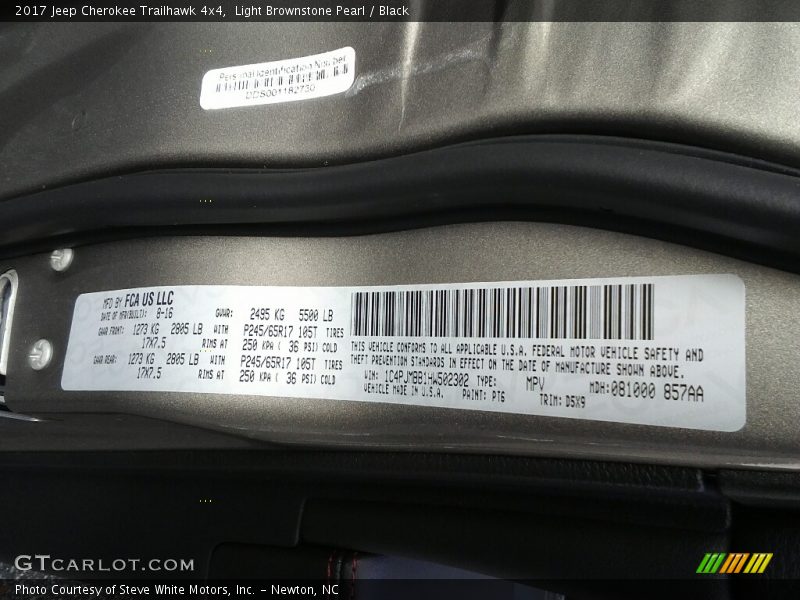 2017 Jeep Cherokee Trailhawk 4x4, Light Brownstone Pearl / Black
Personal Identification Number
DDS001182730
MFD BY FCA US LLC
DATE OF MFR(BUILT): 8-16 GVWR: 2495 KG 5500 LB
GAWR FRONT: 1273 KG 2805 LB WITH P245/65R17 105T TIRES
17X7.5 RIMS AT 250 KPA ( 36 PSI) COLD
GAWR REAR: 1273 KG 2805 LB WITH P245/65R17 105T TIRES
17X7.5 RIMS AT 250 KPA ( 36 PSI) COLD
THIS VEHICLE CONFORMS TO ALL APPLICABLE U.S.A. FEDERAL MOTOR VEHICLE SAFETY AND
THEFT PREVENTION STANDARDS IN EFFECT ON THE DATE OF MANUFACTURE SHOWN ABOVE.
VIN: 1C4PJMBB1HW502302 TYPE: MPV MDH: 081000 857AA
VEHICLE MADE IN U.S.A. PAINT: PT6 TRIM: D5X9
GTCARLOT.COM
Photo Courtesy of Steve White Motors, Inc. – Newton, NC